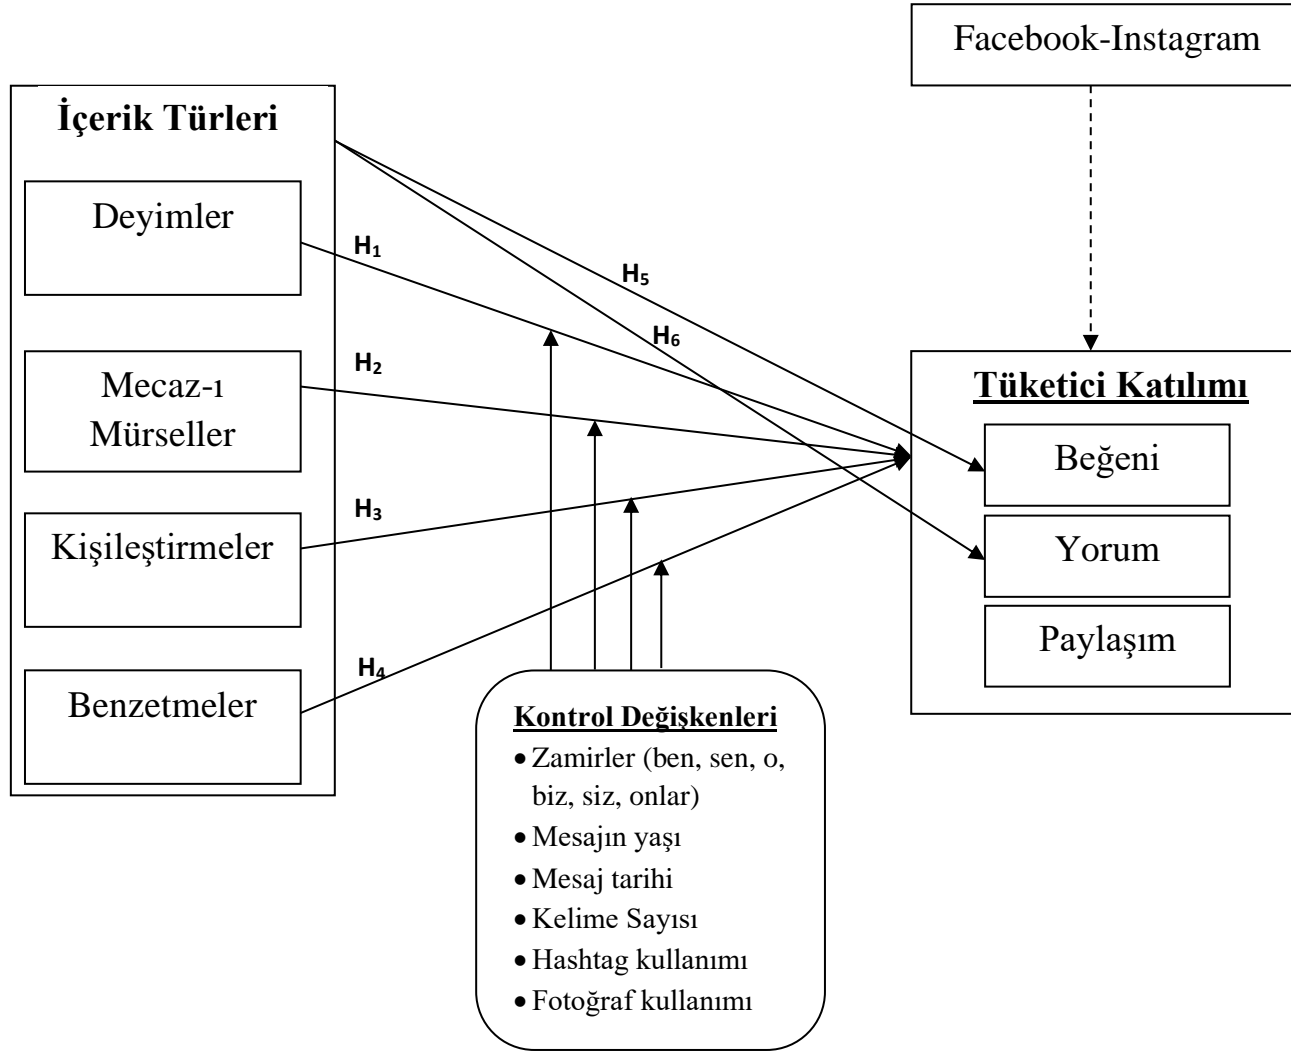 Facebook-Instagram
İçerik Türleri
Deyimler
Mecaz-ı
Mürseller
Kişileştirmeler
Benzetmeler
H₁
H₂
H₃
H₄
H₅
H₆
Tüketici Katılımı
Beğeni
Yorum
Paylaşım
Kontrol Değişkenleri
• Zamirler (ben, sen, o,
biz, siz, onlar)
• Mesajın yaşı
• Mesaj tarihi
• Kelime Sayısı
• Hashtag kullanımı
• Fotoğraf kullanımı